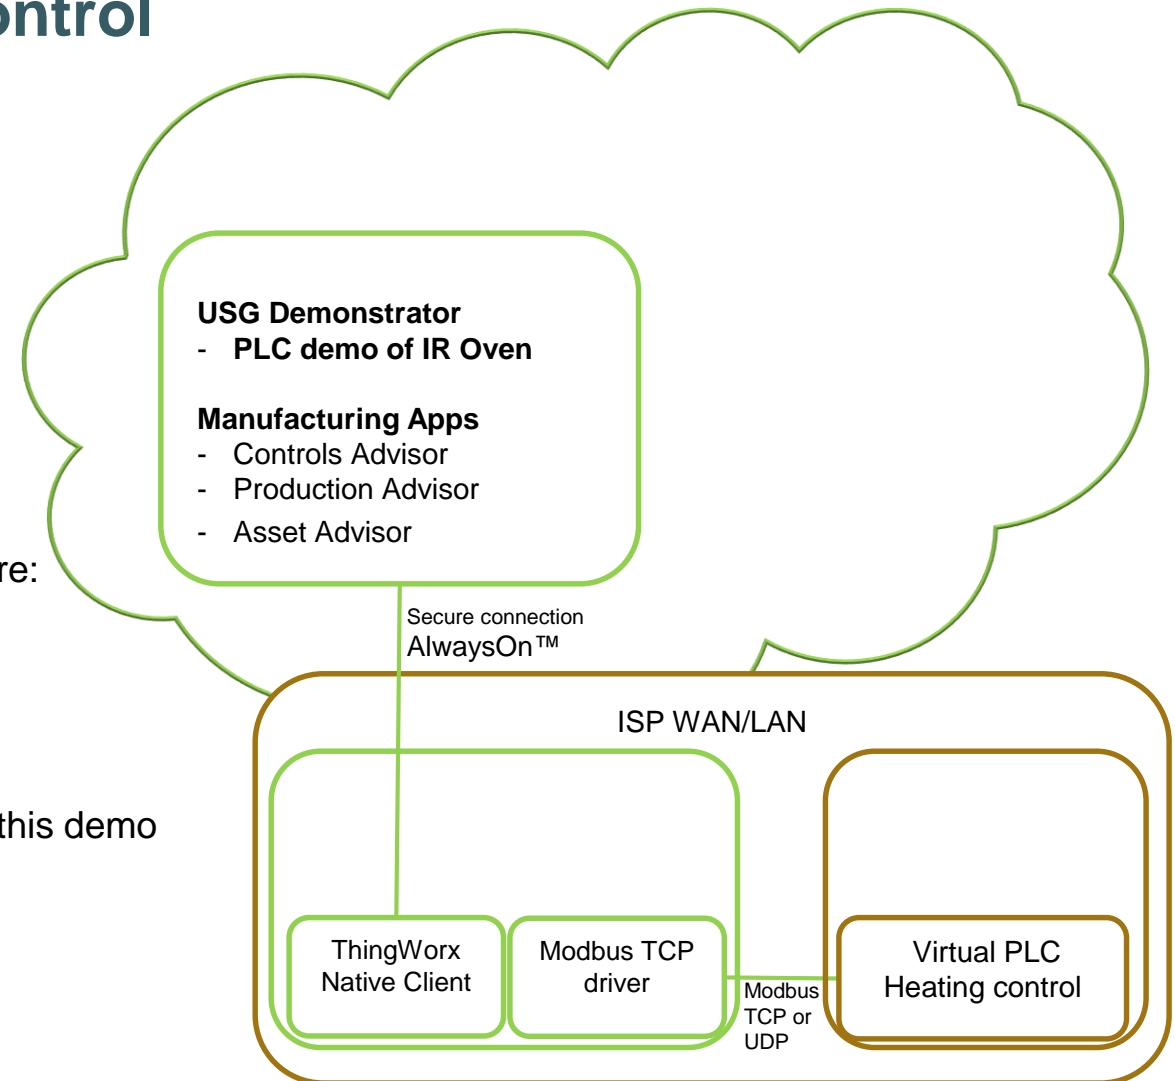 ontrol
USG Demonstrator
- PLC demo of IR Oven
Manufacturing Apps
- Controls Advisor
- Production Advisor
- Asset Advisor
re:
Secure connection
AlwaysOn™
ISP WAN/LAN
this demo
ThingWorx
Native Client
Modbus TCP
driver
Modbus
TCP or
UDP
Virtual PLC
Heating control